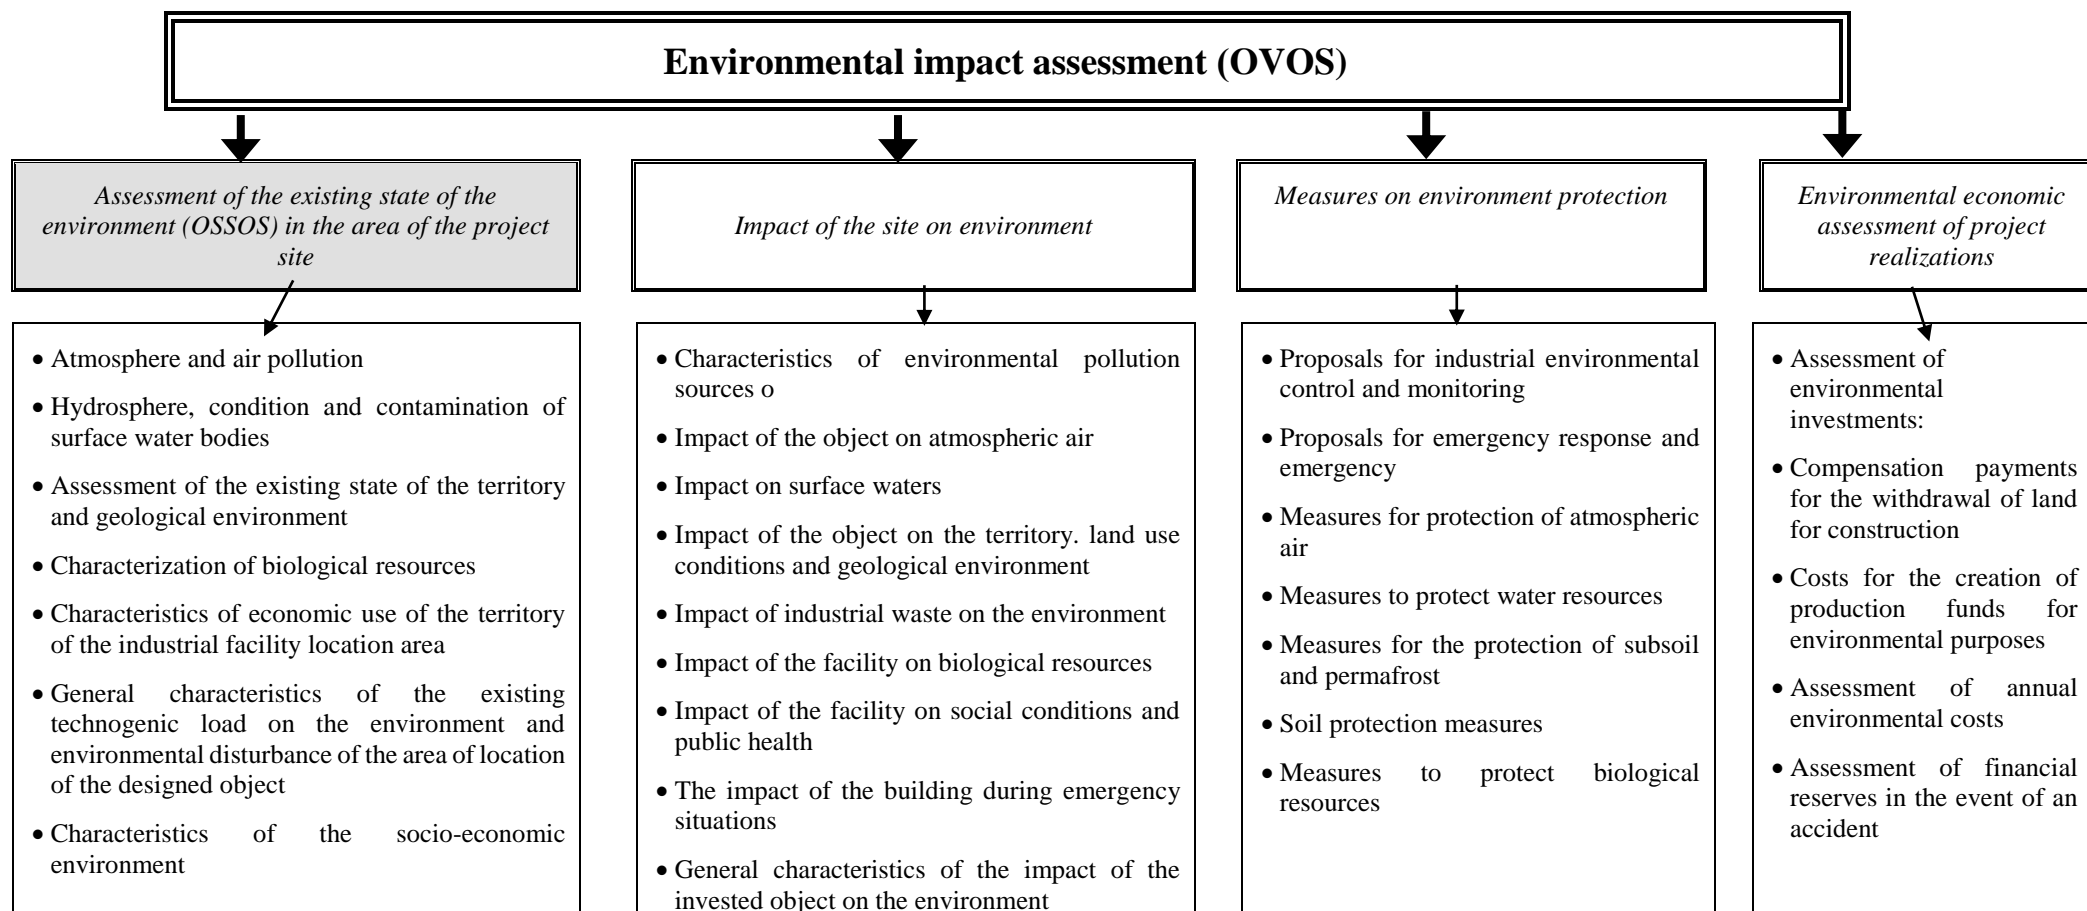 Environmental impact assessment (OVOS)
Assessment of the existing state of the
environment (OSSOS) in the area of the project
site
Impact of the site on environment
Measures on environment protection
Environmental economic
assessment of project
realizations
• Atmosphere and air pollution
• Hydrosphere, condition and contamination of
surface water bodies
• Assessment of the existing state of the territory
and geological environment
• Characterization of biological resources
• Characteristics of economic use of the territory
of the industrial facility location area
• General characteristics of the existing
technogenic load on the environment and
environmental disturbance of the area of location
of the designed object
• Characteristics of the socio-economic
environment
• Characteristics of environmental pollution
sources o
• Impact of the object on atmospheric air
• Impact on surface waters
• Impact of the object on the territory. land use
conditions and geological environment
• Impact of industrial waste on the environment
• Impact of the facility on biological resources
• Impact of the facility on social conditions and
public health
• The impact of the building during emergency
situations
• General characteristics of the impact of the
invested object on the environment
• Proposals for industrial environmental
control and monitoring
• Proposals for emergency response and
emergency
• Measures for protection of atmospheric
air
• Measures to protect water resources
• Measures for the protection of subsoil
and permafrost
• Soil protection measures
• Measures to protect biological
resources
• Assessment of
environmental
investments:
• Compensation payments
for the withdrawal of land
for construction
• Costs for the creation of
production funds for
environmental purposes
• Assessment of annual
environmental costs
• Assessment of financial
reserves in the event of an
accident